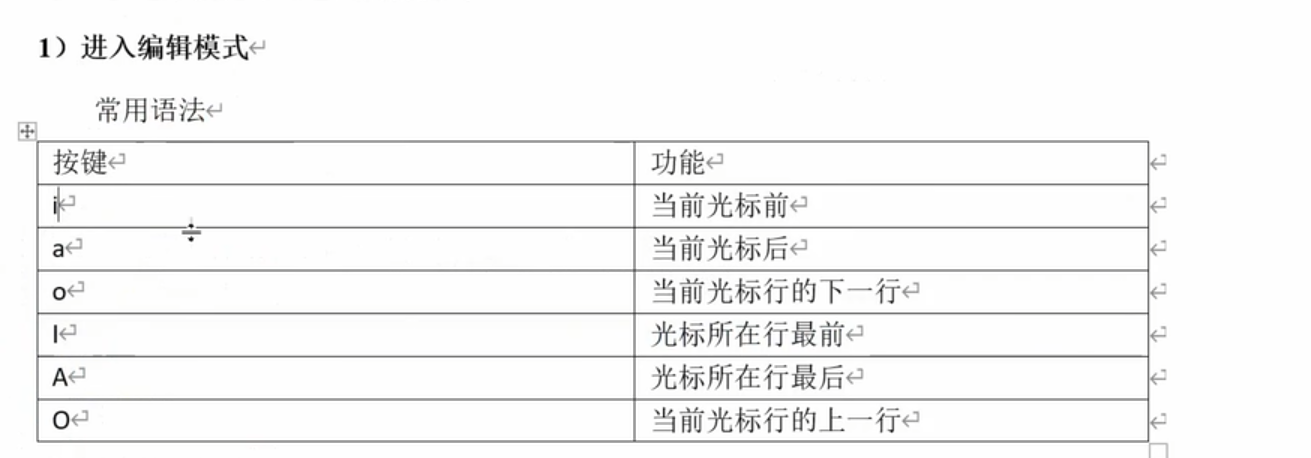 1）进入编辑模式
常用语法
按键 功能
i 当前光标前
a 当前光标后
o 当前光标行的下一行
I 光标所在行最前
A 光标所在行最后
O 当前光标行的上一行